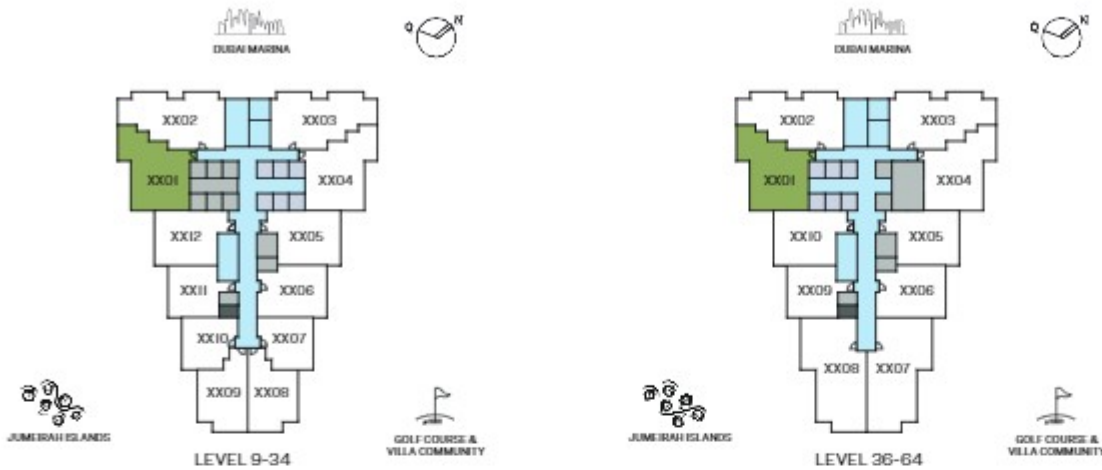 DUBAI MARINA
Q N
XX02 XX03
XX01 XX04
XX12 XX05
XX11 XX06
XX10 XX07
XX09 XX08
JUMEIRAH ISLANDS
GOLF COURSE &
VILLA COMMUNITY
LEVEL 9-34
DUBAI MARINA
Q N
XX02 XX03
XX01 XX04
XX10 XX05
XX09 XX06
XX08 XX07
JUMEIRAH ISLANDS
GOLF COURSE &
VILLA COMMUNITY
LEVEL 36-64